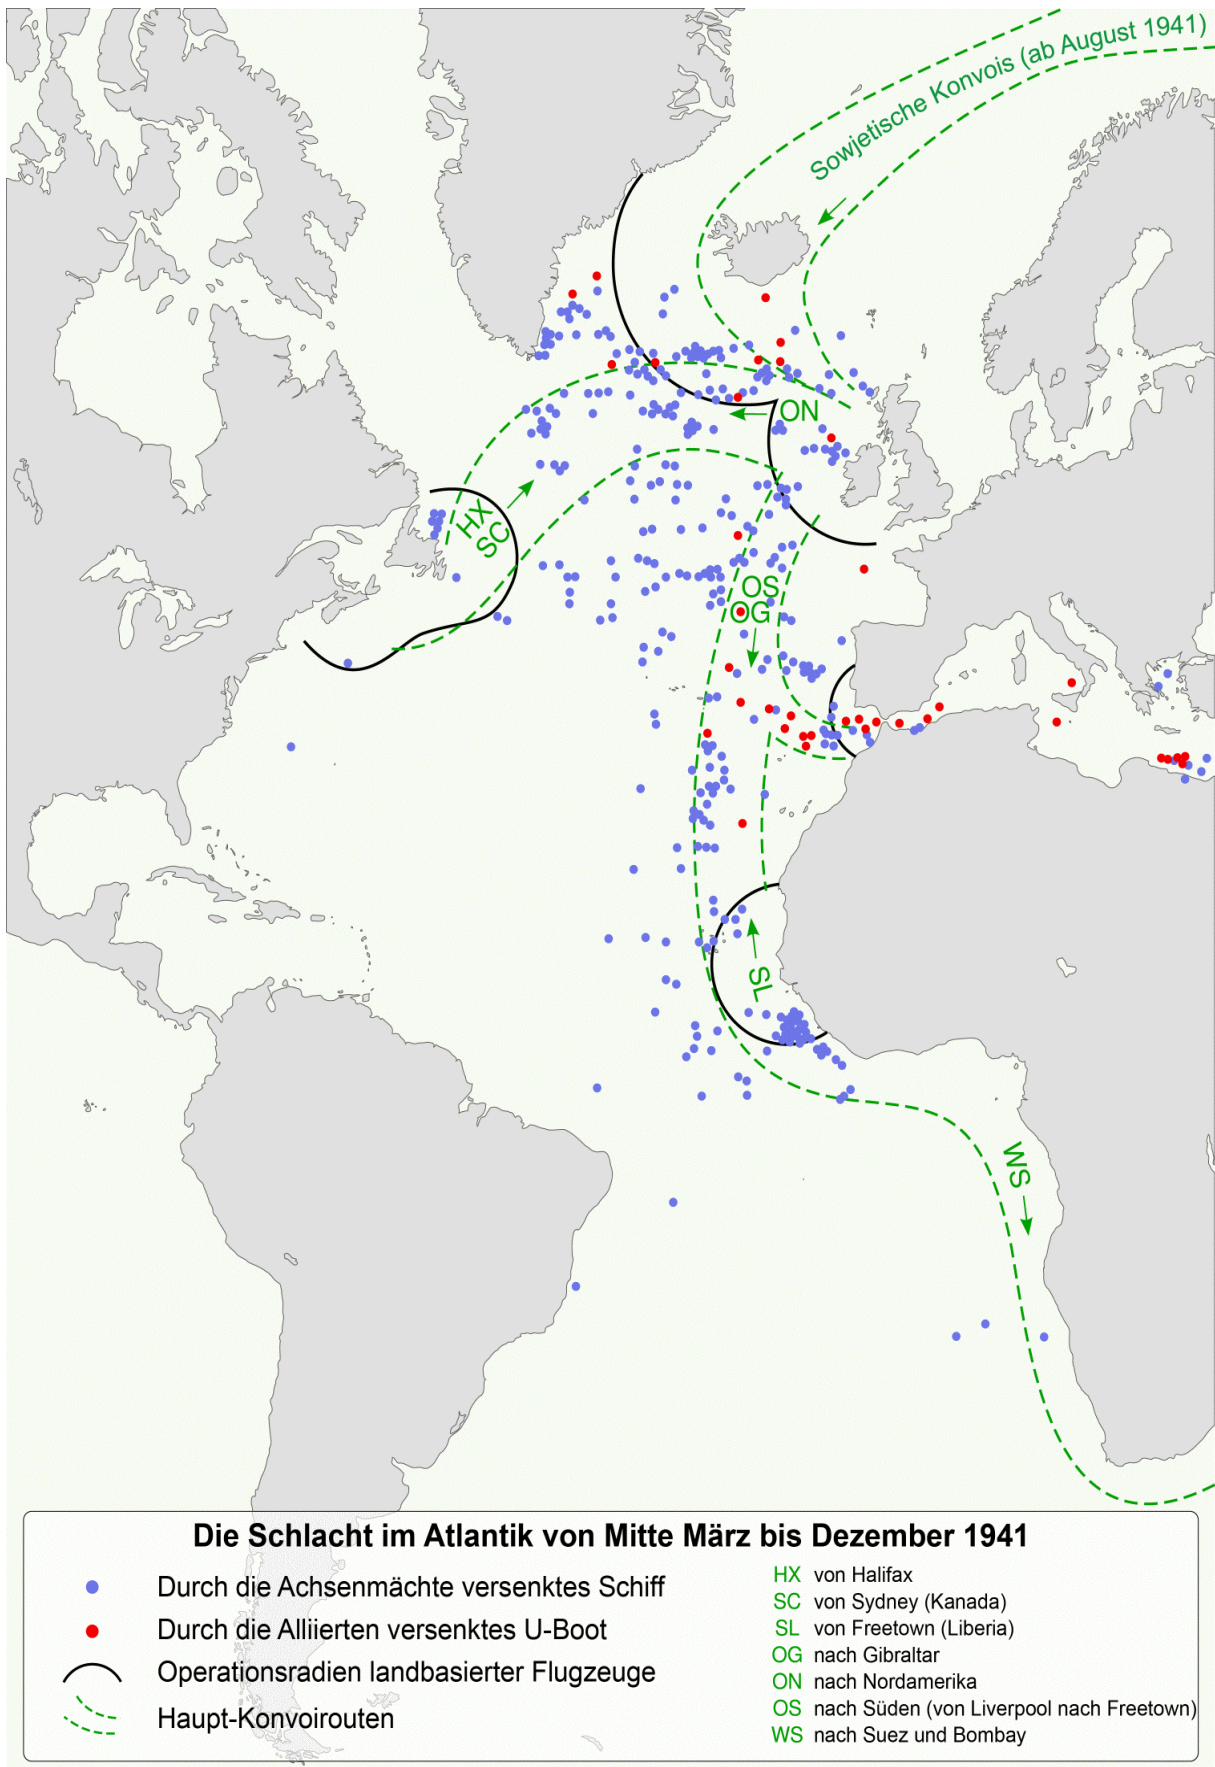 Sowjetische Konvois (ab August 1941)
ON
HX
SC
OS
OG
SL
WS
Die Schlacht im Atlantik von Mitte März bis Dezember 1941
Durch die Achsenmächte versenktes Schiff
Durch die Alliierten versenktes U-Boot
Operationsradien landbasierter Flugzeuge
Haupt-Konvoirouten
HX von Halifax
SC von Sydney (Kanada)
SL von Freetown (Liberia)
OG nach Gibraltar
ON nach Nordamerika
OS nach Süden (von Liverpool nach Freetown)
WS nach Suez und Bombay